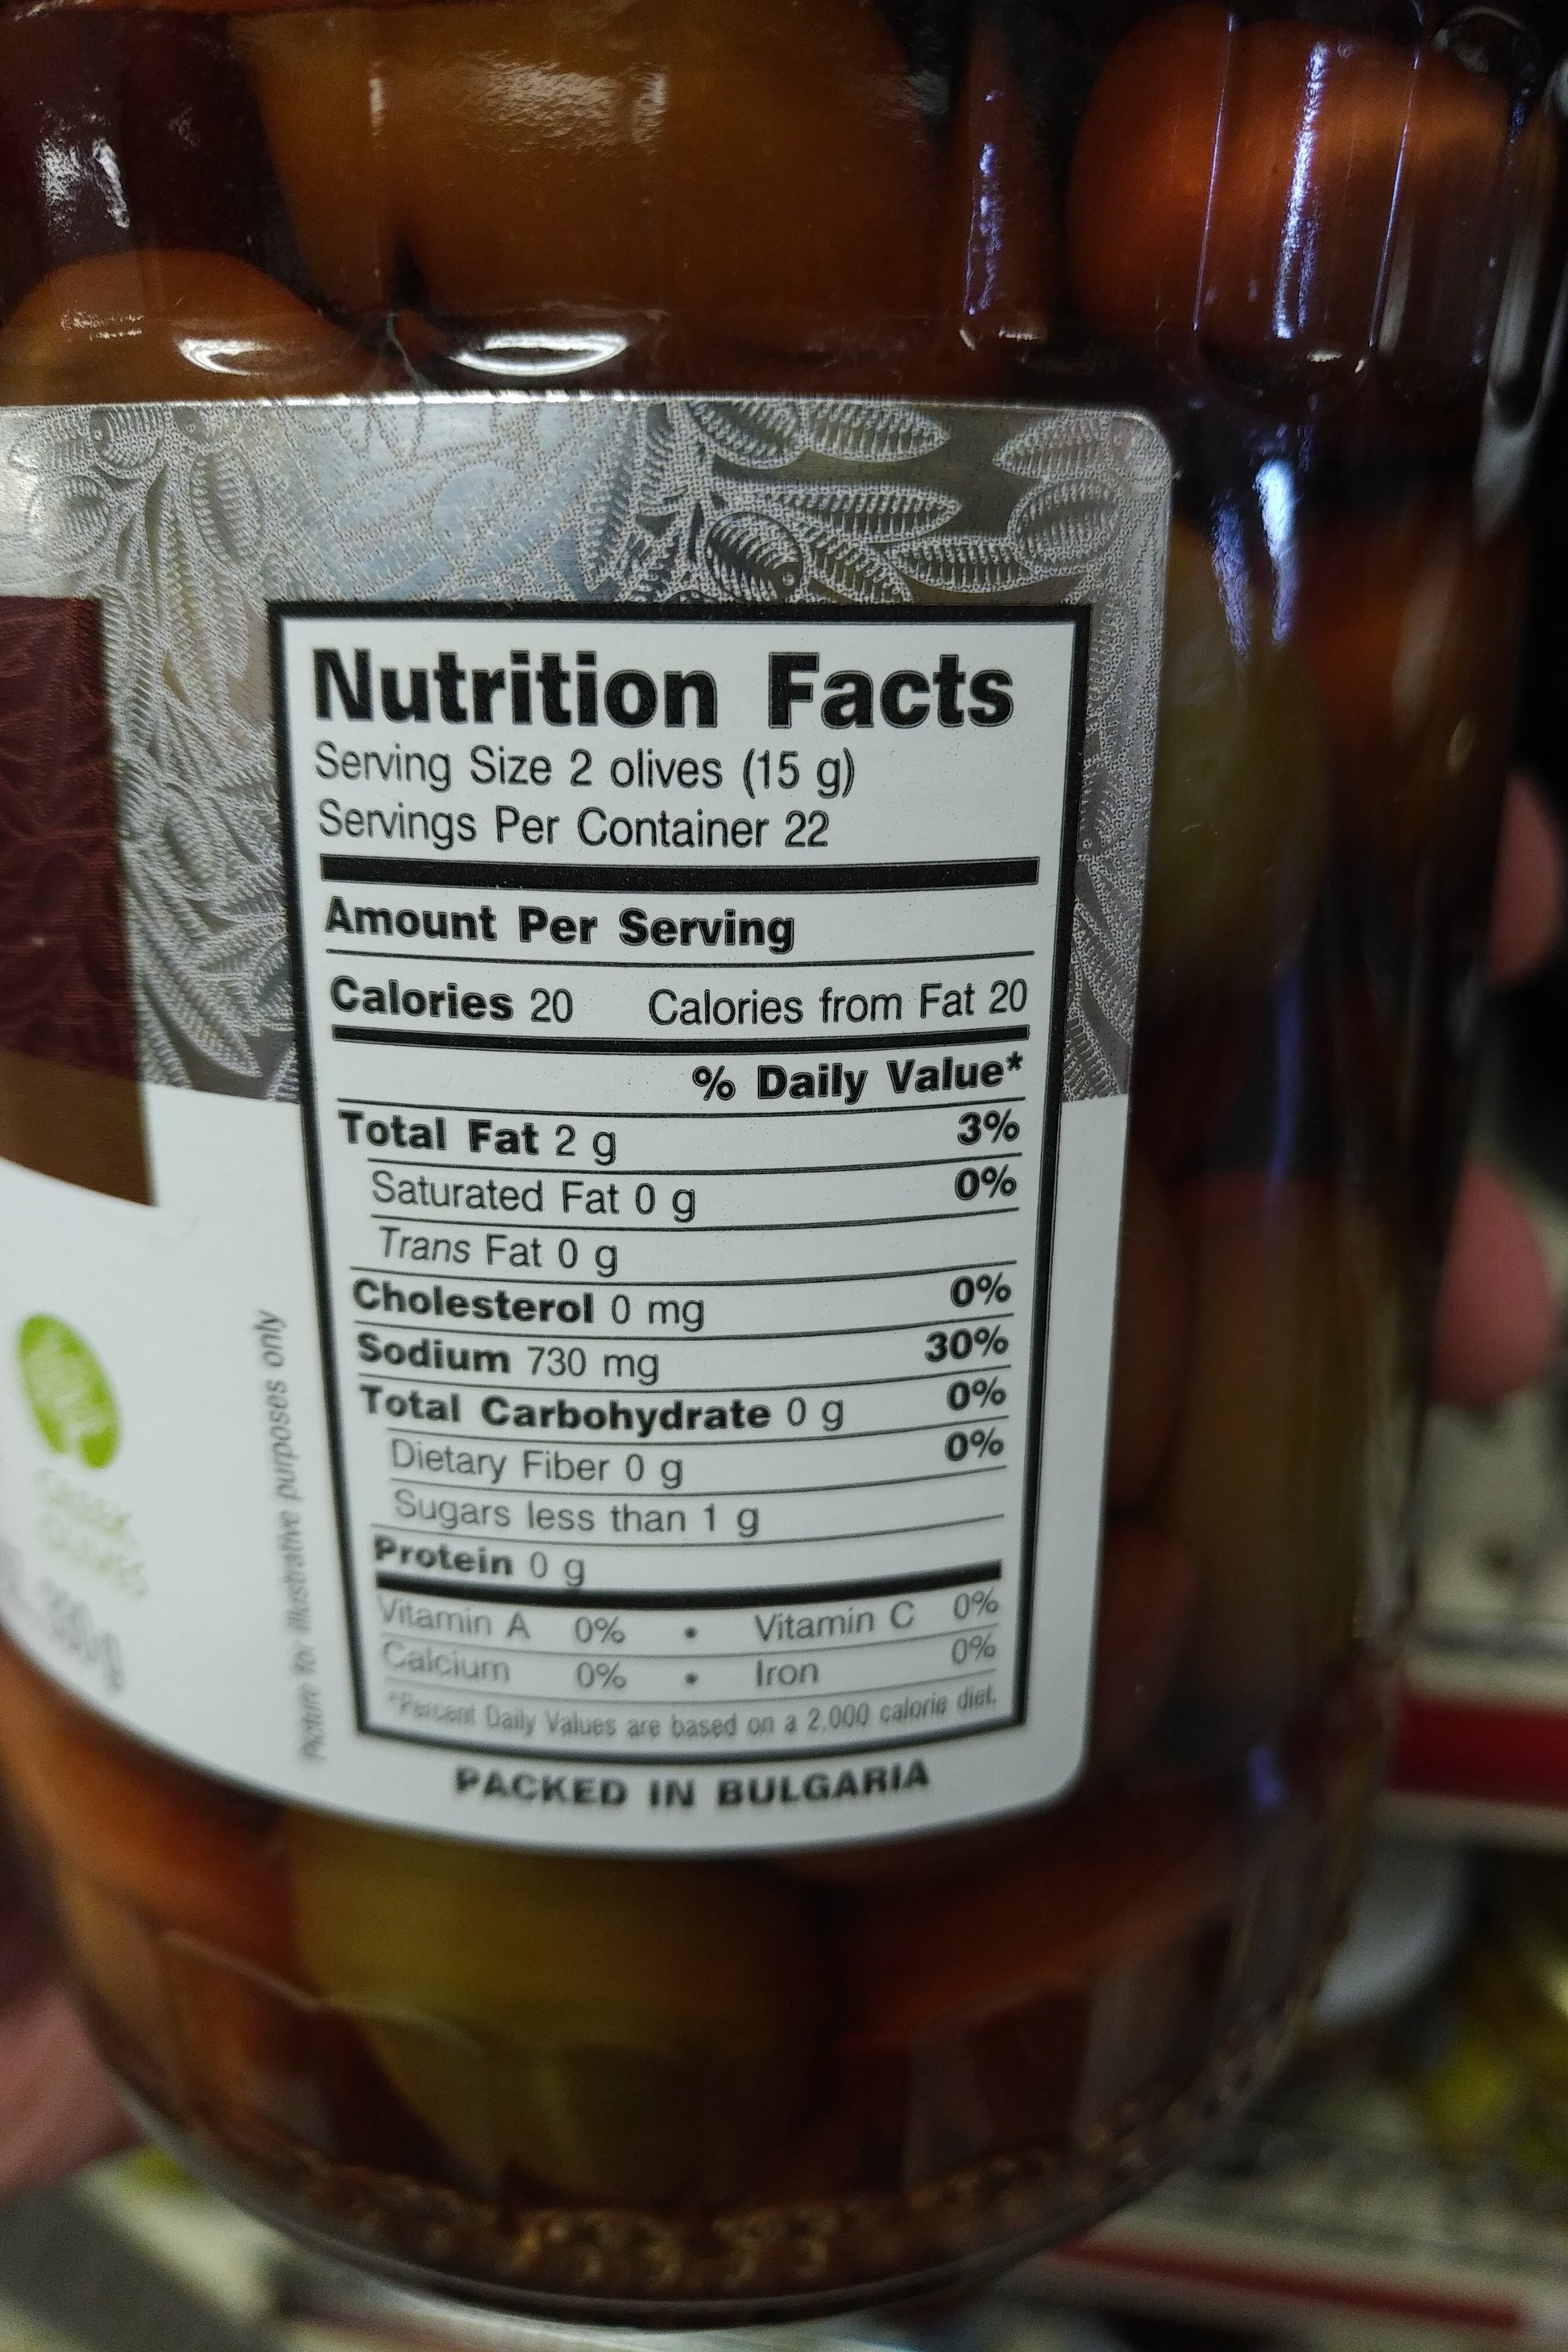 Nutrition Facts
Serving Size 2 olives (15 g)
Servings Per Container 22
Amount Per Serving
Calories 20 Calories from Fat 20
% Daily Value*
Total Fat 2 g 3%
Saturated Fat 0 g 0%
Trans Fat 0 g
Cholesterol 0 mg 0%
Sodium 730 mg 30%
Total Carbohydrate 0 g 0%
Dietary Fiber 0 g 0%
Sugars less than 1 g
Protein 0 g
Vitamin A 0% • Vitamin C 0%
Calcium 0% • Iron 0%
*Percent Daily Values are based on a 2,000 calorie diet.
PACKED IN BULGARIA
for illustrative purposes only
GREEK
OLIVES